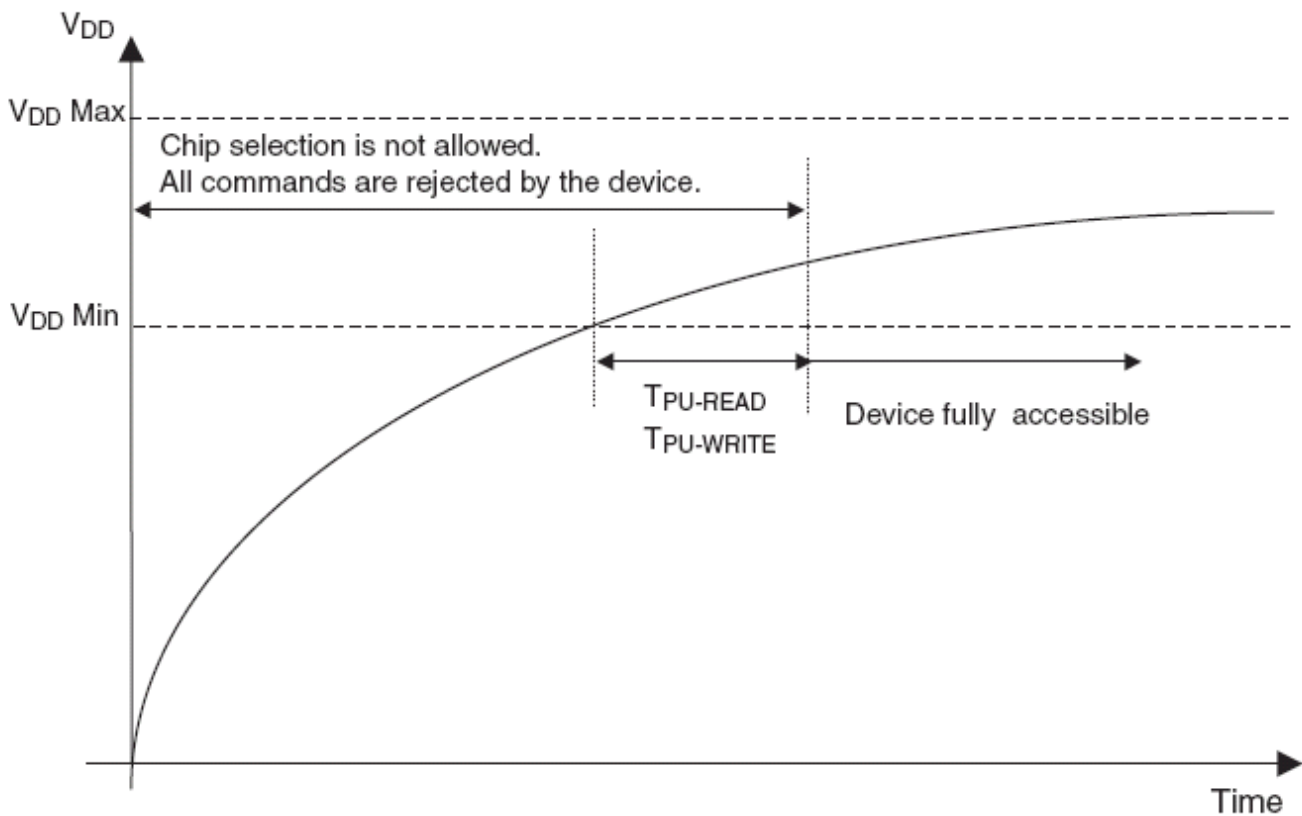 VDD
VDD Max
Chip selection is not allowed.
All commands are rejected by the device.
VDD Min
TPU-READ
TPU-WRITE
Device fully accessible
Time